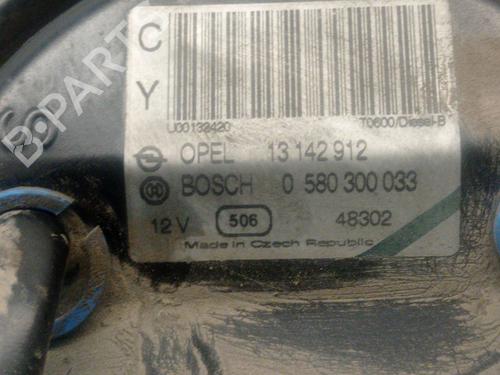 B-PARTS
C
Y
U00132420 T0600/Diesel-B
OPEL 13 142 912
BOSCH 0 580 300 033
12 V 506 48302
Made in Czech Republic